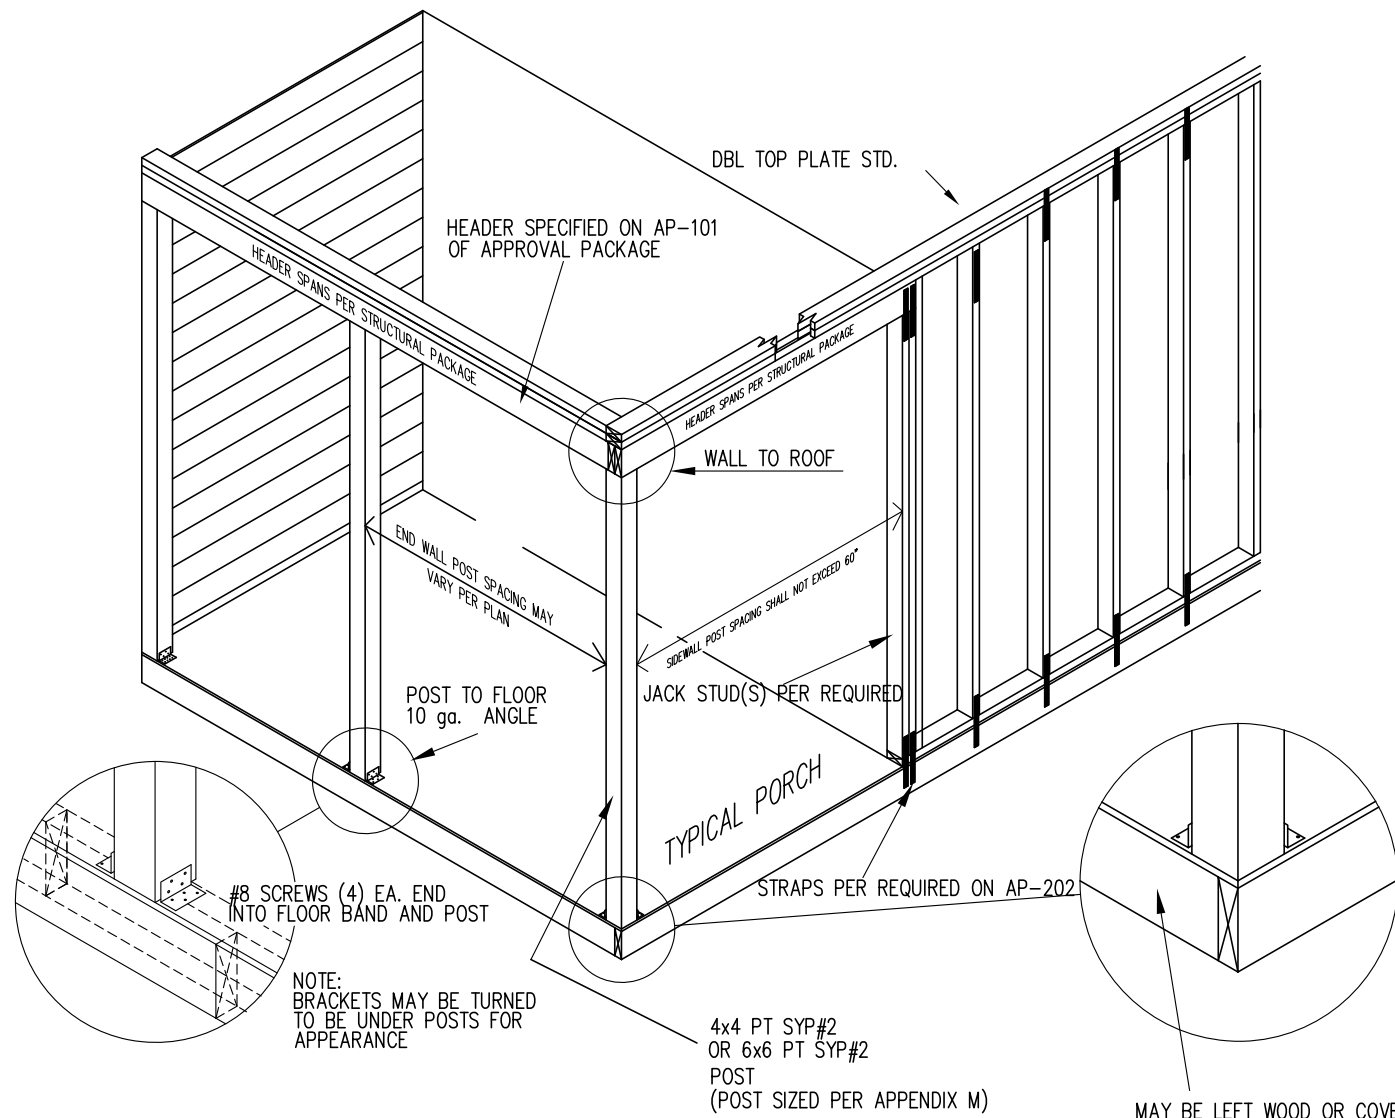 DBL TOP PLATE STD.
HEADER SPECIFIED ON AP-101
OF APPROVAL PACKAGE
HEADER SPANS PER STRUCTURAL PACKAGE
HEADER SPANS PER STRUCTURAL PACKAGE
WALL TO ROOF
END WALL POST SPACING MAY
VARY PER PLAN
SIDEWALL POST SPACING SHALL NOT EXCEED 60"
JACK STUD(S) PER REQUIRED
POST TO FLOOR
10 ga. ANGLE
TYPICAL PORCH
STRAPS PER REQUIRED ON AP-202
#8 SCREWS (4) EA. END
INTO FLOOR BAND AND POST
NOTE:
BRACKETS MAY BE TURNED
TO BE UNDER POSTS FOR
APPEARANCE
4x4 PT SYP#2
OR 6x6 PT SYP#2
POST
(POST SIZED PER APPENDIX M)
MAY BE LEFT WOOD OR COVE